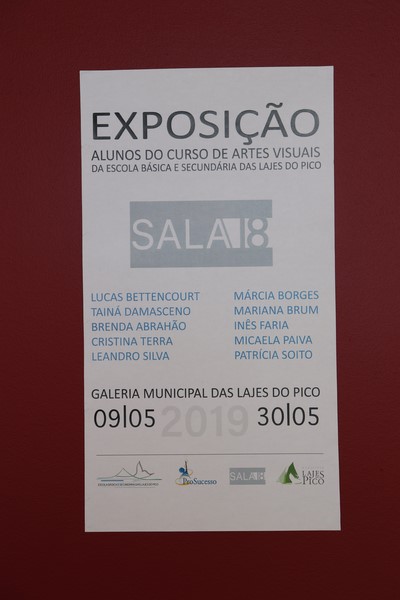 EXPOSIÇÃO
ALUNOS DO CURSO DE ARTES VISUAIS
DA ESCOLA BÁSICA E SECUNDÁRIA DAS LAJES DO PICO
SALA 18
LUCAS BETTENCOURT
TAINÁ DAMASCENO
BRENDA ABRAHÃO
CRISTINA TERRA
LEANDRO SILVA
MÁRCIA BORGES
MARIANA BRUM
INÊS FARIA
MICAELA PAIVA
PATRÍCIA SOITO
GALERIA MUNICIPAL DAS LAJES DO PICO
09|05 2019 30|05
ProSucesso
SALA 18
LAJES
DO PICO